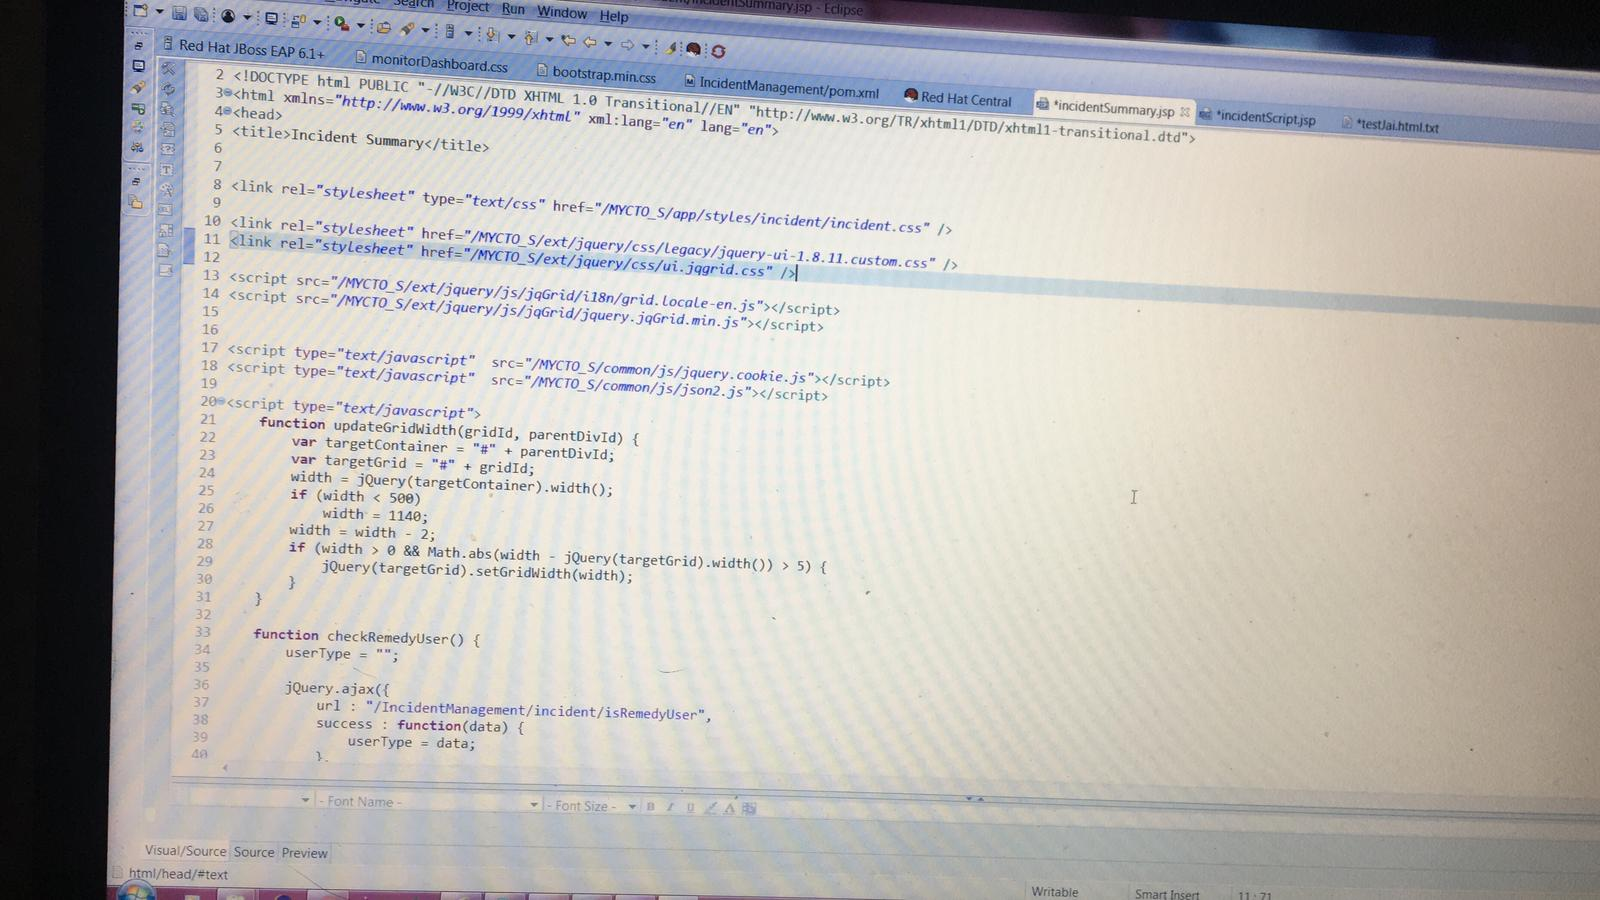 Search Project Run Window Help
Summary.jsp - Eclipse
Red Hat JBoss EAP 6.1+
monitorDashboard.css
bootstrap.min.css
IncidentManagement/pom.xml
Red Hat Central
*incidentSummary.jsp
*incidentScript.jsp
*testJai.html.txt
2 <!DOCTYPE html PUBLIC "-//W3C//DTD XHTML 1.0 Transitional//EN" "http://www.w3.org/TR/xhtml1/DTD/xhtml1-transitional.dtd">
3 <html xmlns="http://www.w3.org/1999/xhtml" xml:lang="en" lang="en">
4 <head>
5 <title>Incident Summary</title>
6
7
8 <link rel="stylesheet" type="text/css" href="/MYCTO_S/app/styles/incident/incident.css" />
9
10 <link rel="stylesheet" href="/MYCTO_S/ext/jquery/css/legacy/jquery-ui-1.8.11.custom.css" />
11 <link rel="stylesheet" href="/MYCTO_S/ext/jquery/css/ui.jqgrid.css" />
12
13 <script src="/MYCTO_S/ext/jquery/js/jqGrid/i18n/grid.locale-en.js"></script>
14 <script src="/MYCTO_S/ext/jquery/js/jqGrid/jquery.jqGrid.min.js"></script>
15
16
17 <script type="text/javascript"  src="/MYCTO_S/common/js/jquery.cookie.js"></script>
18 <script type="text/javascript"  src="/MYCTO_S/common/js/json2.js"></script>
19
20 <script type="text/javascript">
21 function updateGridWidth(gridId, parentDivId) {
22 var targetContainer = "#" + parentDivId;
23 var targetGrid = "#" + gridId;
24 width = jQuery(targetContainer).width();
25 if (width < 500)
26 width = 1140;
27 width = width - 2;
28 if (width > 0 && Math.abs(width - jQuery(targetGrid).width()) > 5) {
29 jQuery(targetGrid).setGridWidth(width);
30 }
31 }
32
33 function checkRemedyUser() {
34 userType = "";
35
36 jQuery.ajax({
37 url : "/IncidentManagement/incident/isRemedyUser",
38 success : function(data) {
39 userType = data;
40 }
- Font Name -
- Font Size -
B I U
Visual/Source Source Preview
html/head/#text
Writable
Smart Insert
11 : 71